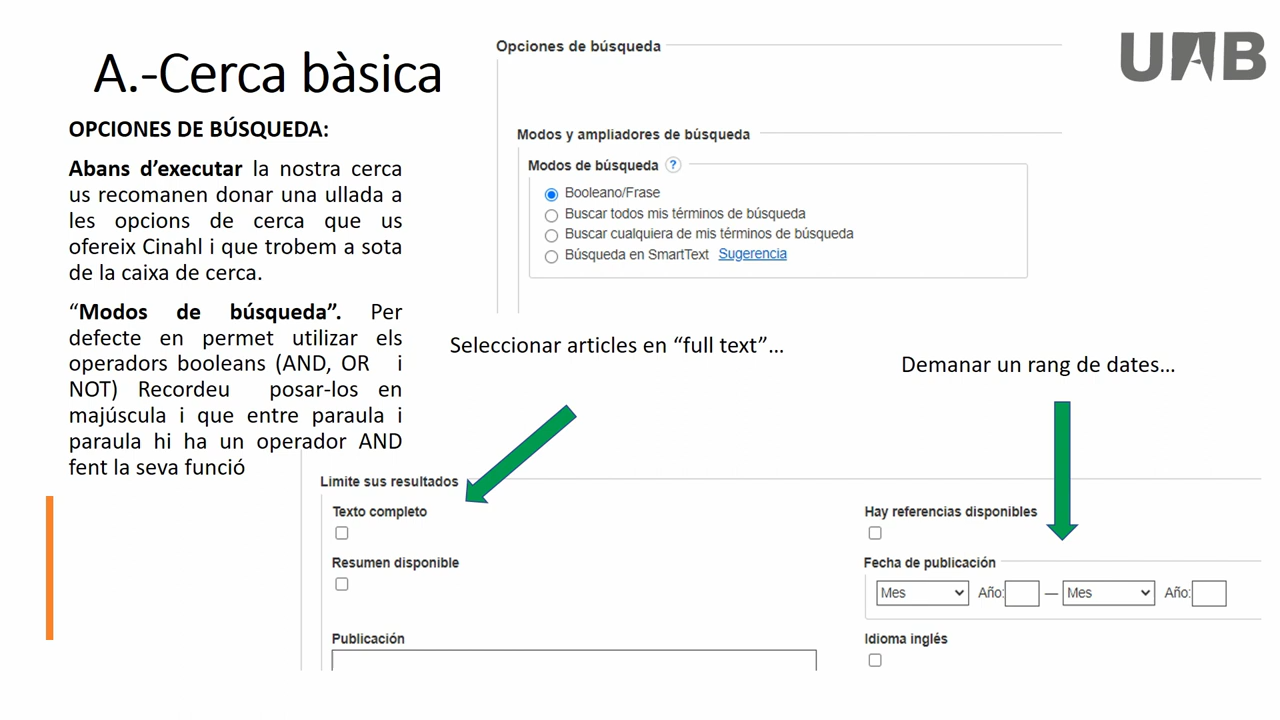 A.-Cerca bàsica
OPCIONES DE BÚSQUEDA:
Abans d’executar la nostra cerca
us recomanen donar una ullada a
les opcions de cerca que us
ofereix Cinahl i que trobem a sota
de la caixa de cerca.
“Modos de búsqueda”. Per
defecte en permet utilizar els
operadors booleans (AND, OR i
NOT) Recordeu posar-los en
majúscula i que entre paraula i
paraula hi ha un operador AND
fent la seva funció
Opciones de búsqueda
UAB
Modos y ampliadores de búsqueda
Modos de búsqueda ?
Booleano/Frase
Buscar todos mis términos de búsqueda
Buscar cualquiera de mis términos de búsqueda
Búsqueda en SmartText Sugerencia
Seleccionar articles en “full text”...
Demanar un rang de dates...
Limite sus resultados
Texto completo
Resumen disponible
Publicación
Hay referencias disponibles
Fecha de publicación
Mes Año: — Mes Año:
Idioma inglés